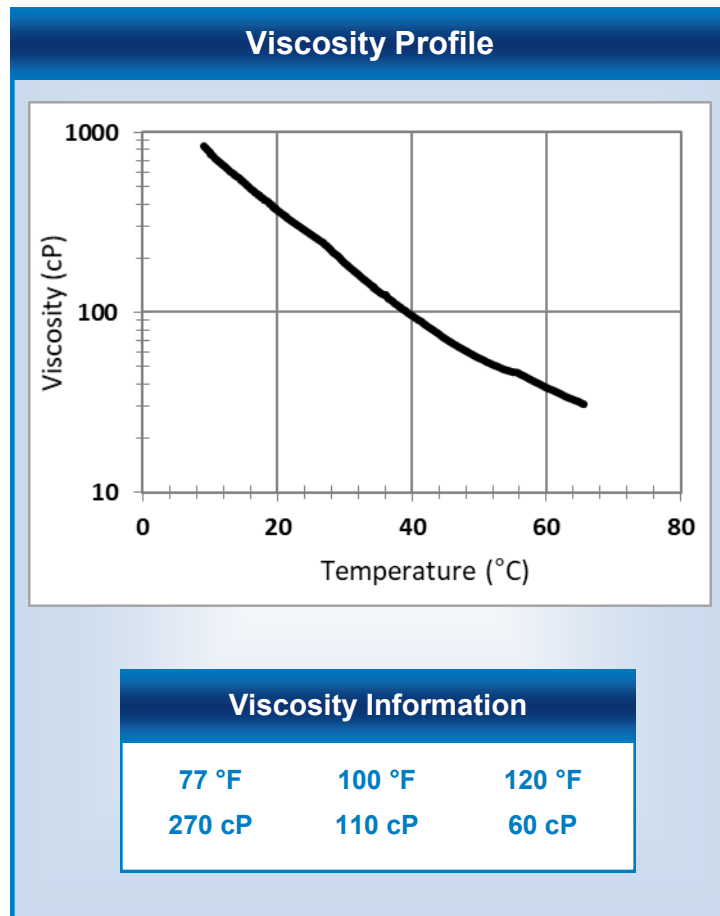 Viscosity Profile
1000
100
10
Viscosity (cP)
0 20 40 60 80
Temperature (°C)
Viscosity Information
77 °F 100 °F 120 °F
270 cP 110 cP 60 cP